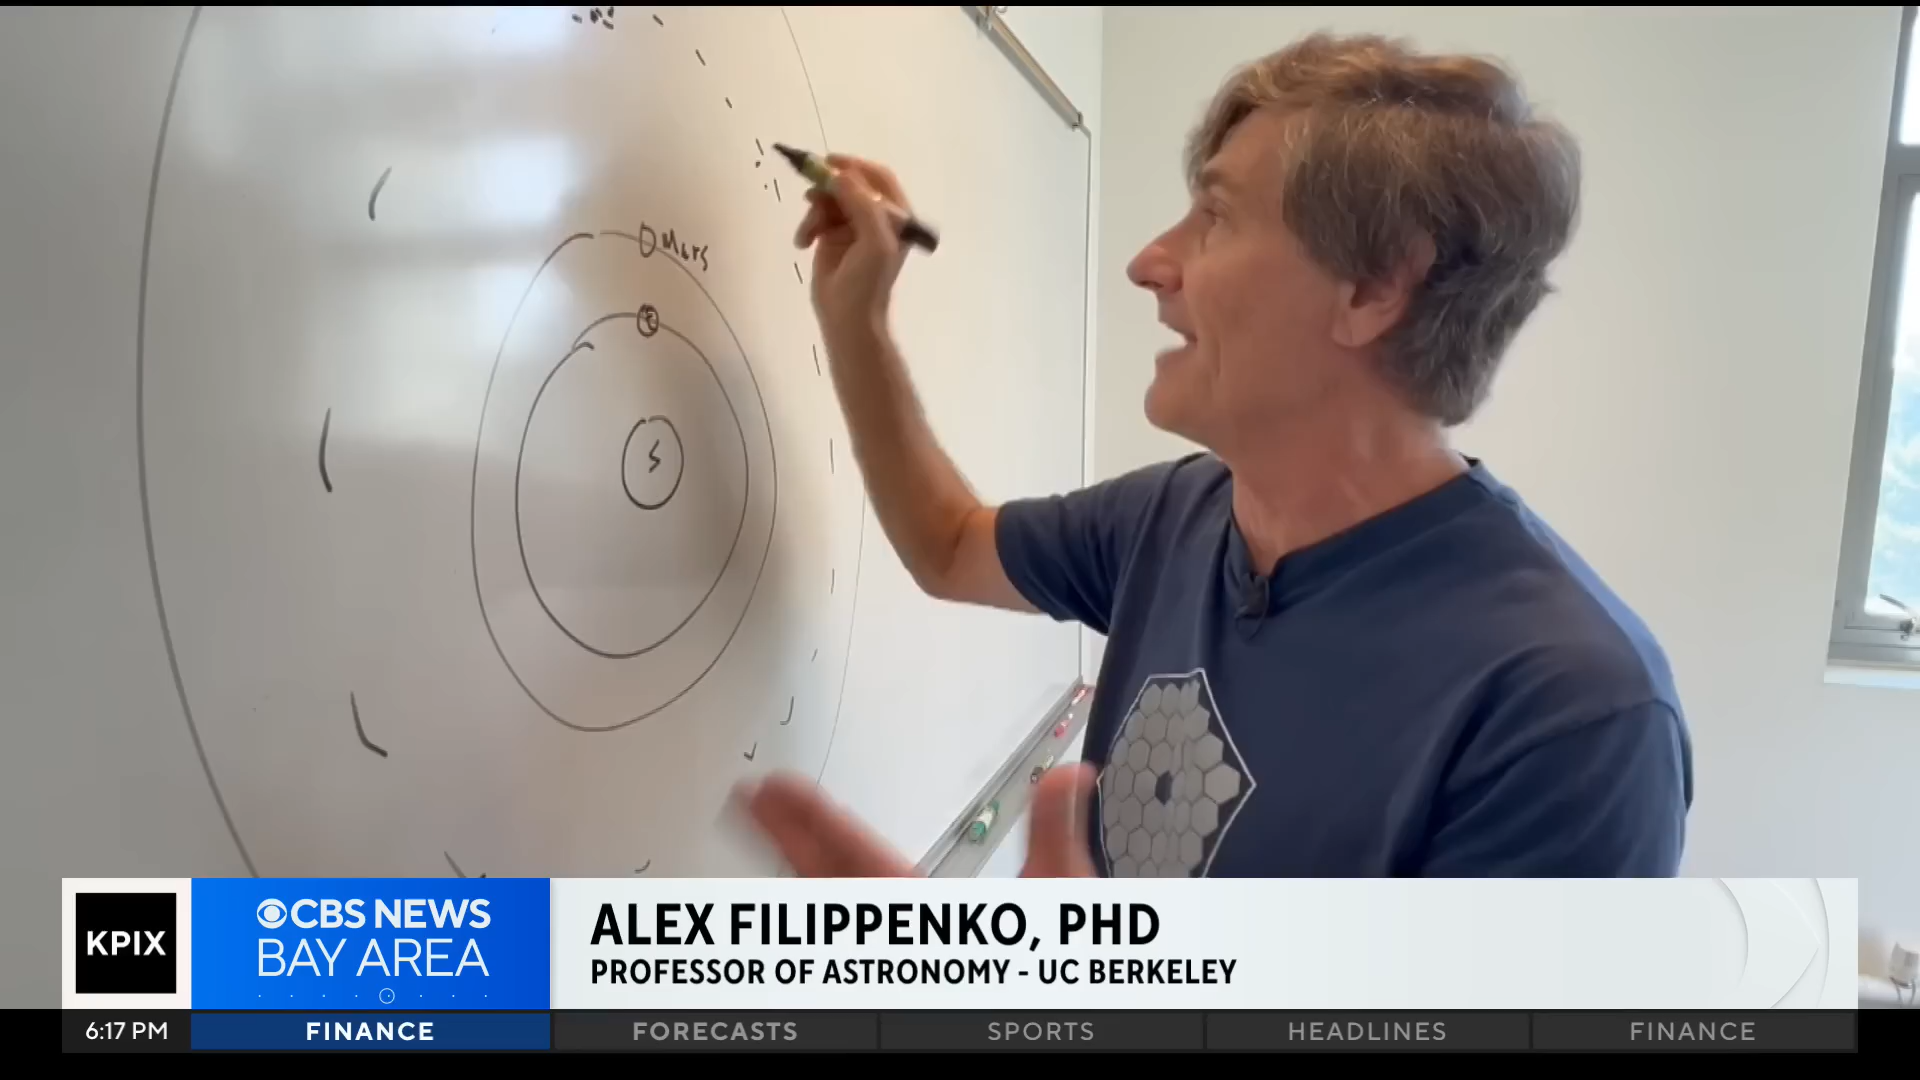 Mars
E
S
KPIX
CBS NEWS
BAY AREA
ALEX FILIPPENKO, PHD
PROFESSOR OF ASTRONOMY - UC BERKELEY
6:17 PM
FINANCE
FORECASTS
SPORTS
HEADLINES
FINANCE